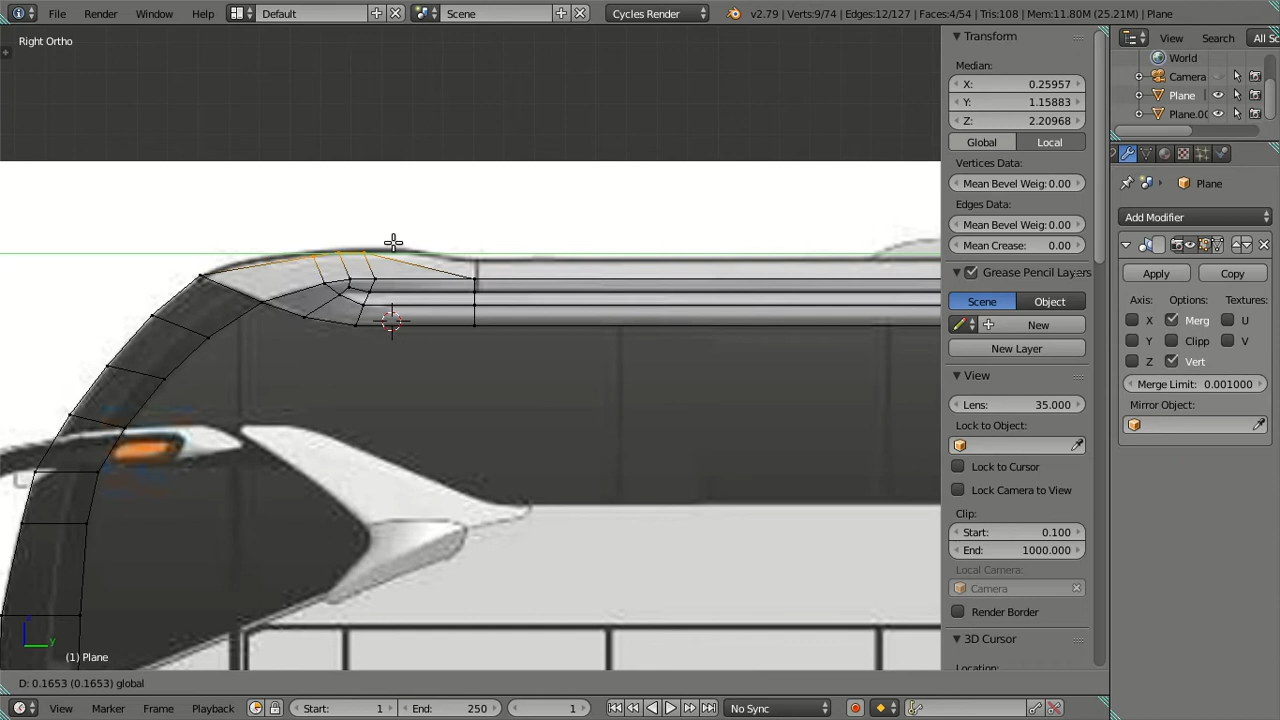 File Render Window Help Default Scene Cycles Render v2.79 | Verts:9/74 | Edges:12/127 | Faces:4/54 | Tris:108 | Mem:11.80M (25.21M) | Plane
Right Ortho
Transform
Median:
X: 0.25957
Y: 1.15883
Z: 2.20968
Global Local
Vertices Data:
Mean Bevel Weig: 0.00
Edges Data:
Mean Bevel Weig: 0.00
Mean Crease: 0.00
Grease Pencil Layers
Scene Object
New
New Layer
View
Lens: 35.000
Lock to Object:
Lock to Cursor
Lock Camera to View
Clip:
Start: 0.100
End: 1000.000
Local Camera:
Camera
Render Border
3D Cursor
Location:
View Search All Sc
World
Camera
Plane
Plane.00
Plane
Add Modifier
Apply Copy
Axis: Options: Textures:
X Merg U
Y Clipp V
Z Vert
Merge Limit: 0.001000
Mirror Object:
z
y
(1) Plane
D: 0.1653 (0.1653) global
View Marker Frame Playback Start: 1 End: 250 1 No Sync